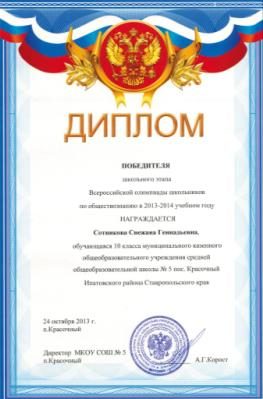 ДИПЛОМ
ПОБЕДИТЕЛЯ
школьного этапа
Всероссийской олимпиады школьников
по обществознанию в 2013-2014 учебном году
НАГРАЖДАЕТСЯ
Сотникова Снежана Геннадьевна,
обучающаяся 10 класса муниципального казенного
общеобразовательного учреждения средней
общеобразовательной школы № 5 пос. Красочный
Ипатовского района Ставропольского края
24 октября 2013 г.
п.Красочный
Директор МКОУ СОШ № 5
А.Г.Корост
п.Красочный